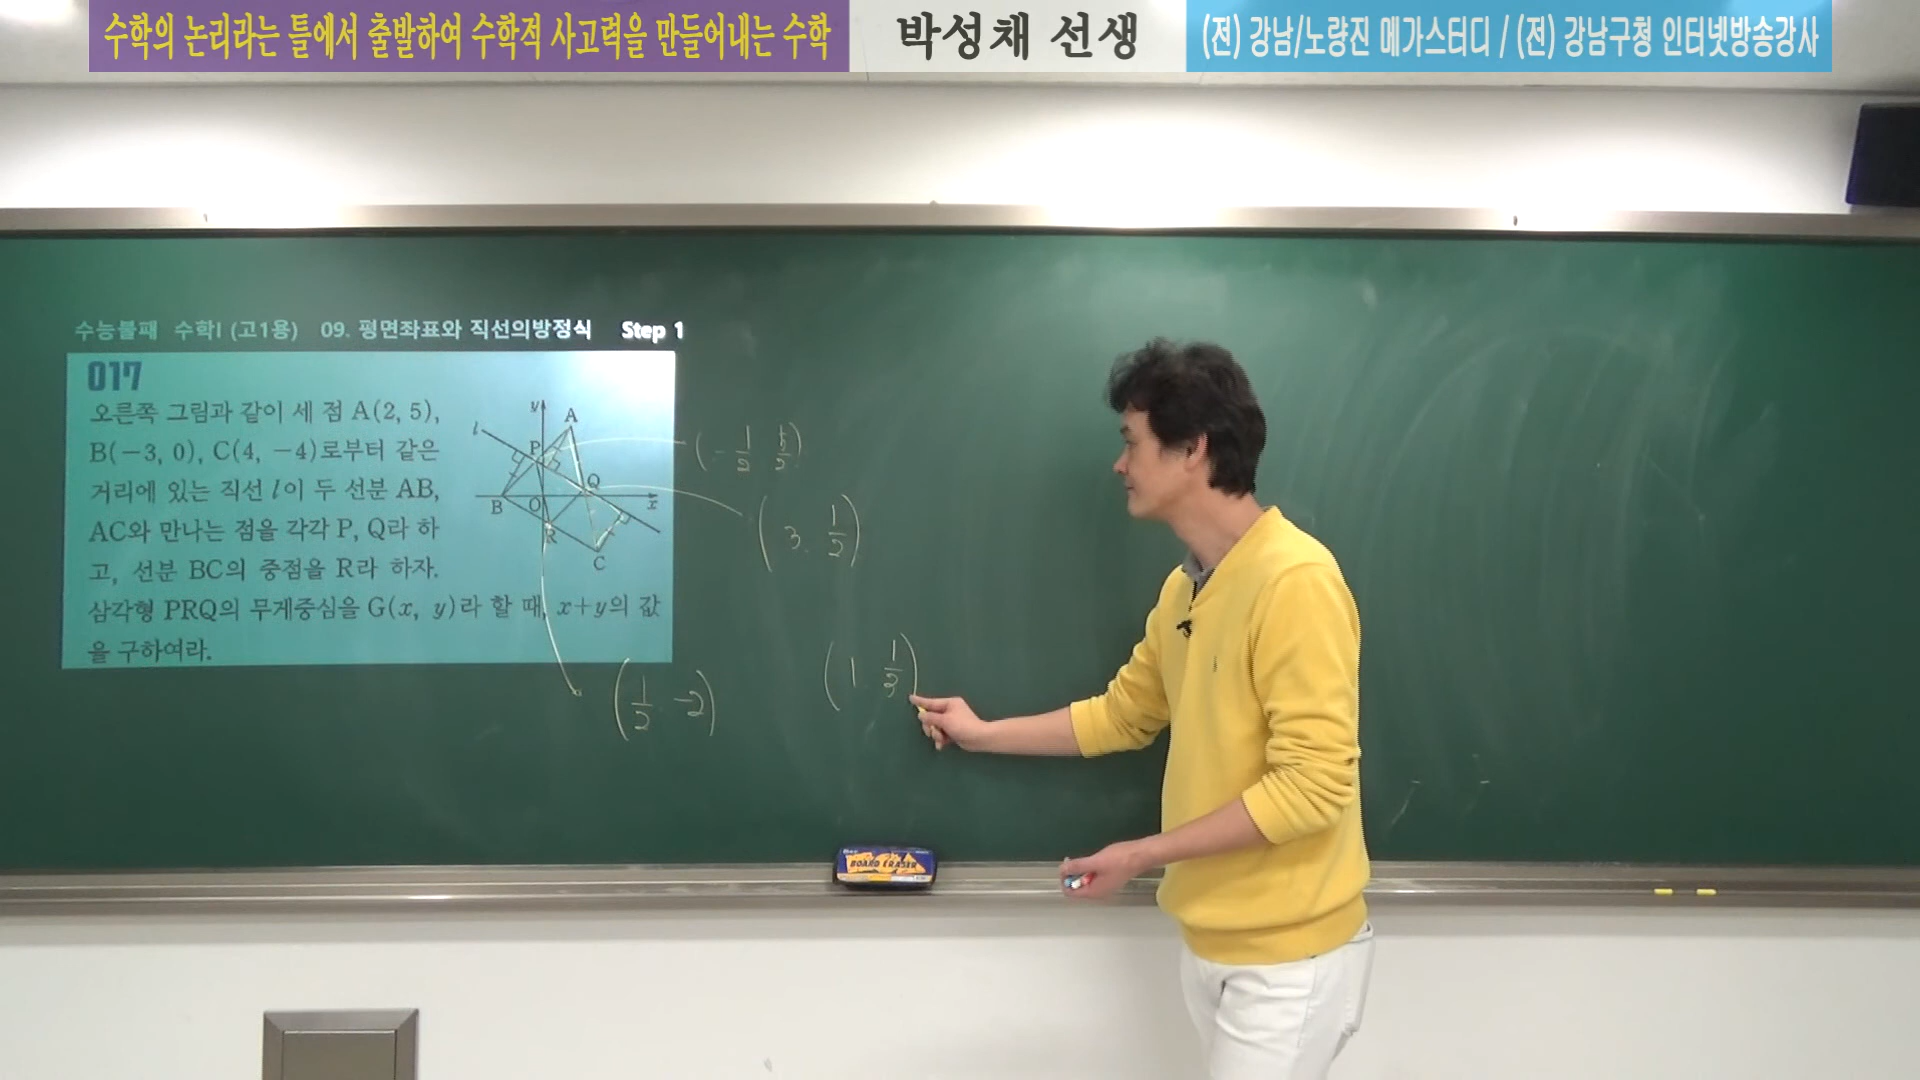 수학의 논리라는 틀에서 출발하여 수학적 사고력을 만들어내는 수학
박성채 선생
(전) 강남/노량진 메가스터디 / (전) 강남구청 인터넷방송강사
수능불패 수학I (고1용) 09. 평면좌표와 직선의방정식 Step 1
017
오른쪽 그림과 같이 세 점 A(2, 5),
B(−3, 0), C(4, −4)로부터 같은
거리에 있는 직선 l이 두 선분 AB,
AC와 만나는 점을 각각 P, Q라 하
고, 선분 BC의 중점을 R라 하자.
삼각형 PRQ의 무게중심을 G(x, y)라 할 때, x+y의 값
을 구하여라.
y
A
l
P
Q
B
O
x
R
C
(-1/2 5/2)
(3. 1/2)
(1/2. -2)
(1 1/3)
BOARD ERASER